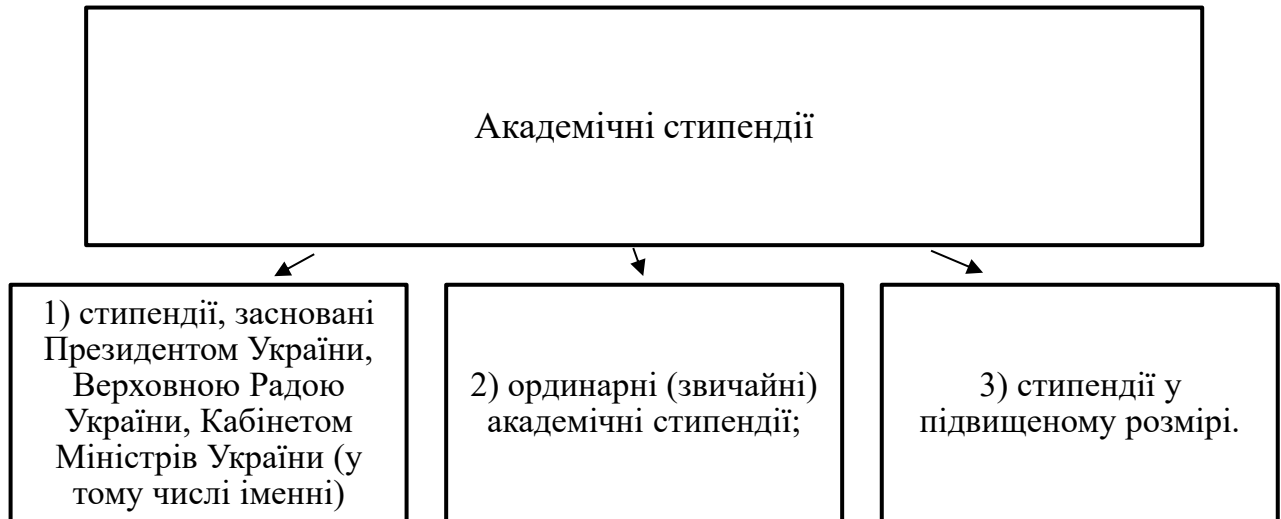 Академічні стипендії
1) стипендії, засновані
Президентом України,
Верховною Радою
України, Кабінетом
Міністрів України (у
тому числі іменні)
2) ординарні (звичайні)
академічні стипендії;
3) стипендії у
підвищеному розмірі.